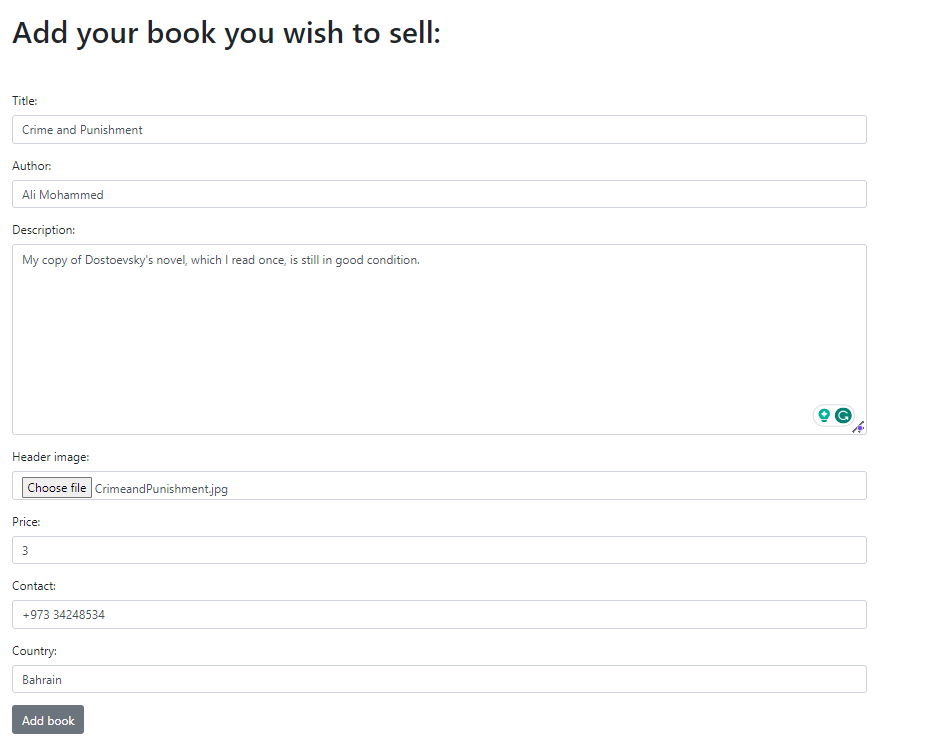 Add your book you wish to sell:
Title:
Crime and Punishment
Author:
Ali Mohammed
Description:
My copy of Dostoevsky's novel, which I read once, is still in good condition.
Header image:
Choose file CrimeandPunishment.jpg
Price:
3
Contact:
+973 34248534
Country:
Bahrain
Add book